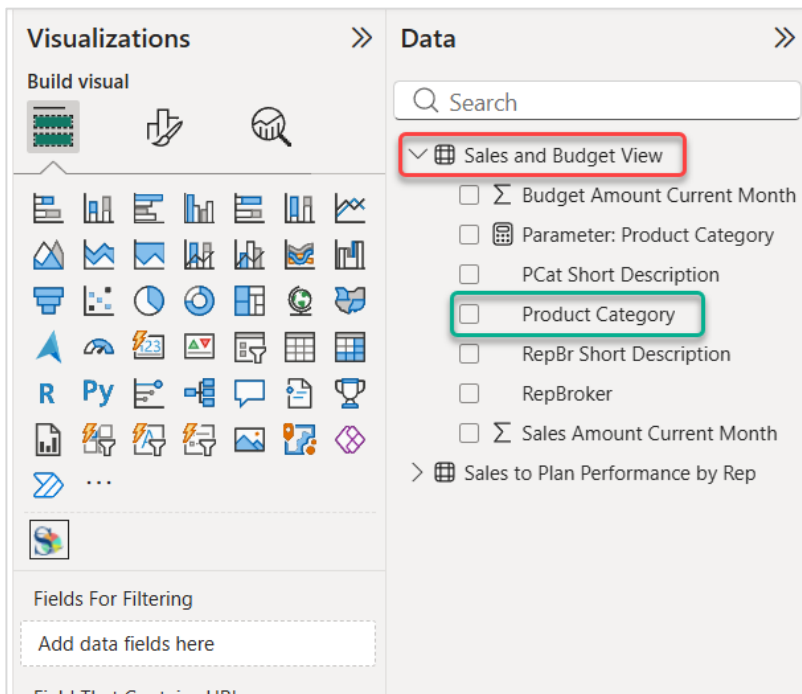 Visualizations
Build visual
123
R
Py
...
Fields For Filtering
Add data fields here
Data
Search
Sales and Budget View
Σ Budget Amount Current Month
Parameter: Product Category
PCat Short Description
Product Category
RepBr Short Description
RepBroker
Σ Sales Amount Current Month
Sales to Plan Performance by Rep